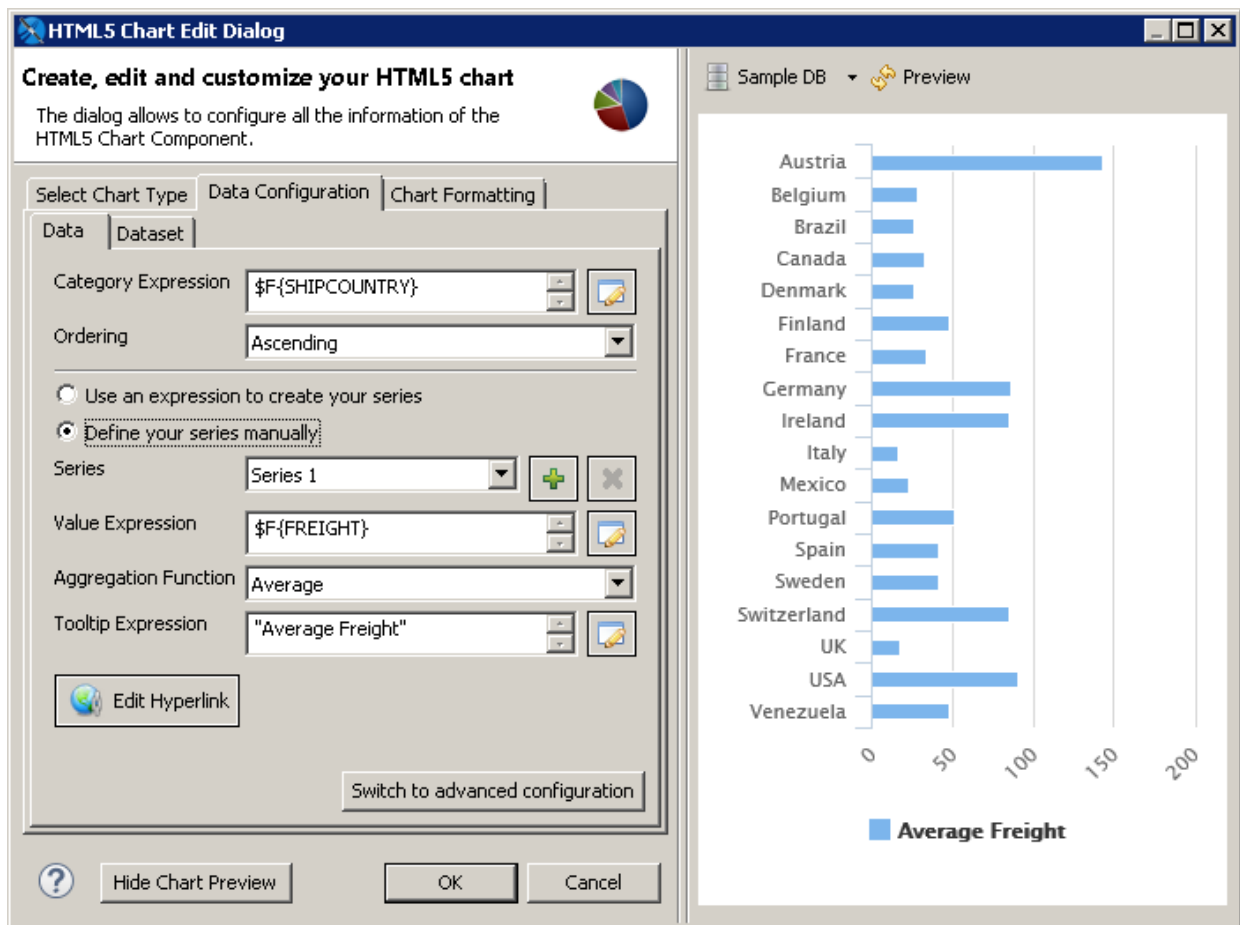 HTML5 Chart Edit Dialog
Create, edit and customize your HTML5 chart
The dialog allows to configure all the information of the
HTML5 Chart Component.
Select Chart Type
Data Configuration
Chart Formatting
Data
Dataset
Category Expression
$F{SHIPCOUNTRY}
Ordering
Ascending
Use an expression to create your series
Define your series manually
Series
Series 1
Value Expression
$F{FREIGHT}
Aggregation Function
Average
Tooltip Expression
"Average Freight"
Edit Hyperlink
Switch to advanced configuration
?
Hide Chart Preview
OK
Cancel
Sample DB
Preview
Austria
Belgium
Brazil
Canada
Denmark
Finland
France
Germany
Ireland
Italy
Mexico
Portugal
Spain
Sweden
Switzerland
UK
USA
Venezuela
0 50 100 150 200
Average Freight